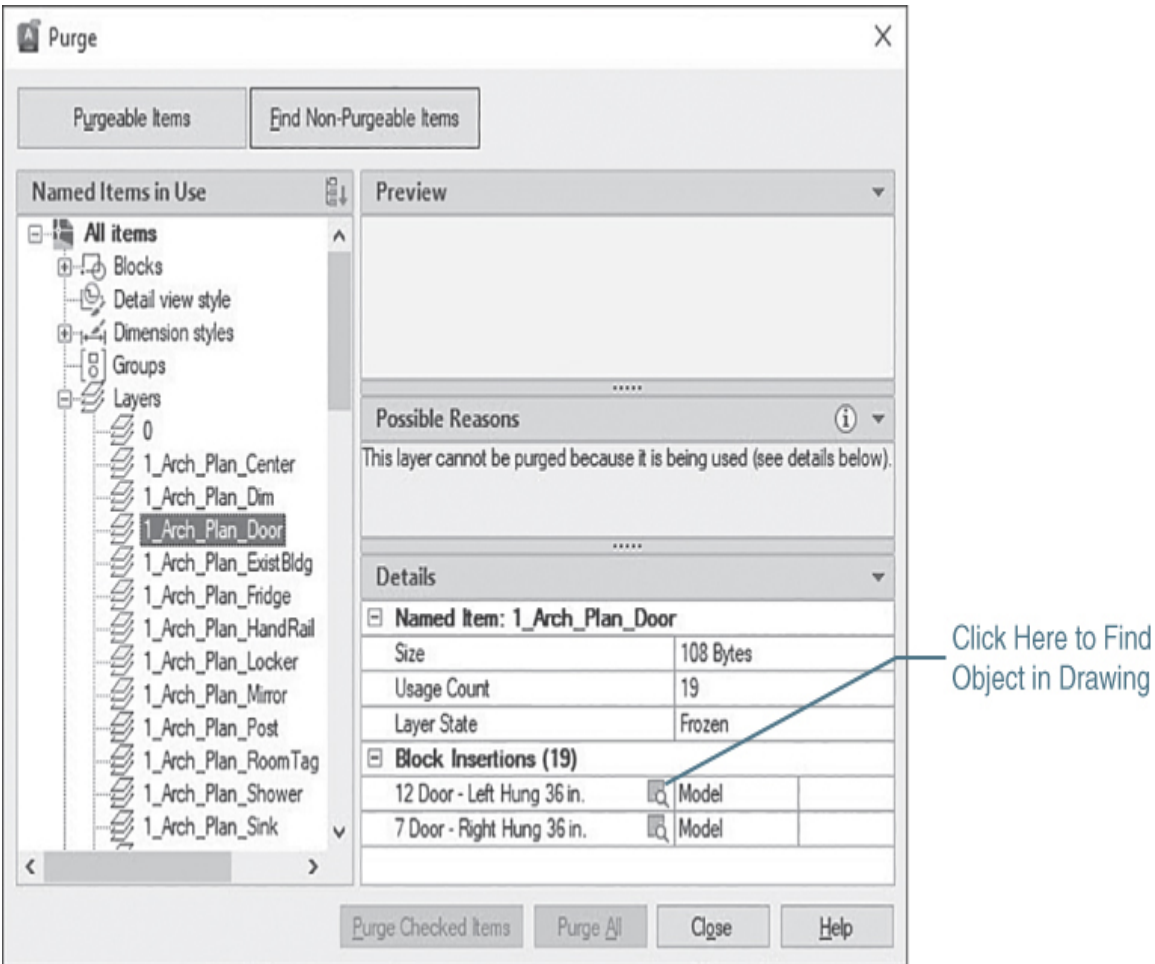 Purge
Purgeable Items
Find Non-Purgeable Items
Named Items in Use
All items
Blocks
Detail view style
Dimension styles
Groups
Layers
0
1_Arch_Plan_Center
1_Arch_Plan_Dim
1_Arch_Plan_Door
1_Arch_Plan_ExistBldg
1_Arch_Plan_Fridge
1_Arch_Plan_HandRail
1_Arch_Plan_Locker
1_Arch_Plan_Mirror
1_Arch_Plan_Post
1_Arch_Plan_RoomTag
1_Arch_Plan_Shower
1_Arch_Plan_Sink
Preview
Possible Reasons
This layer cannot be purged because it is being used (see details below).
Details
Named Item: 1_Arch_Plan_Door
Size 108 Bytes
Usage Count 19
Layer State Frozen
Block Insertions (19)
12 Door - Left Hung 36 in. Model
7 Door - Right Hung 36 in. Model
Click Here to Find
Object in Drawing
Purge Checked Items
Purge All
Close
Help